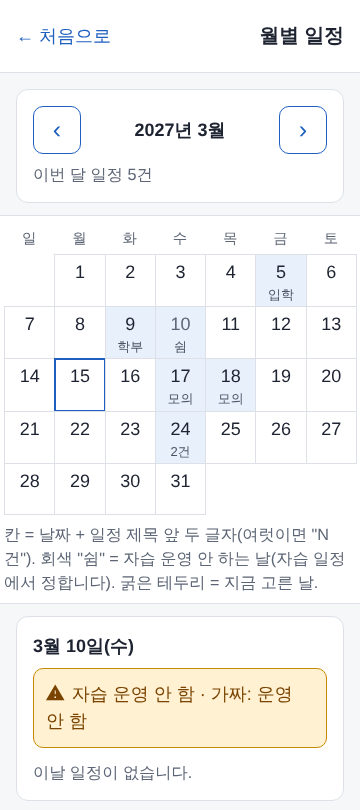 ← 처음으로 월별 일정
‹ 2027년 3월 ›
이번 달 일정 5건
일 월 화 수 목 금 토
1 2 3 4 5 6
입학
7 8 9 10 11 12 13
학부 쉼
14 15 16 17 18 19 20
모의 모의
21 22 23 24 25 26 27
2건
28 29 30 31
칸 = 날짜 + 일정 제목 앞 두 글자(여럿이면 "N
건"). 회색 "쉼" = 자습 운영 안 하는 날(자습 일정
에서 정합니다). 굵은 테두리 = 지금 고른 날.
3월 10일(수)
⚠ 자습 운영 안 함 · 가짜: 운영
안 함
이날 일정이 없습니다.